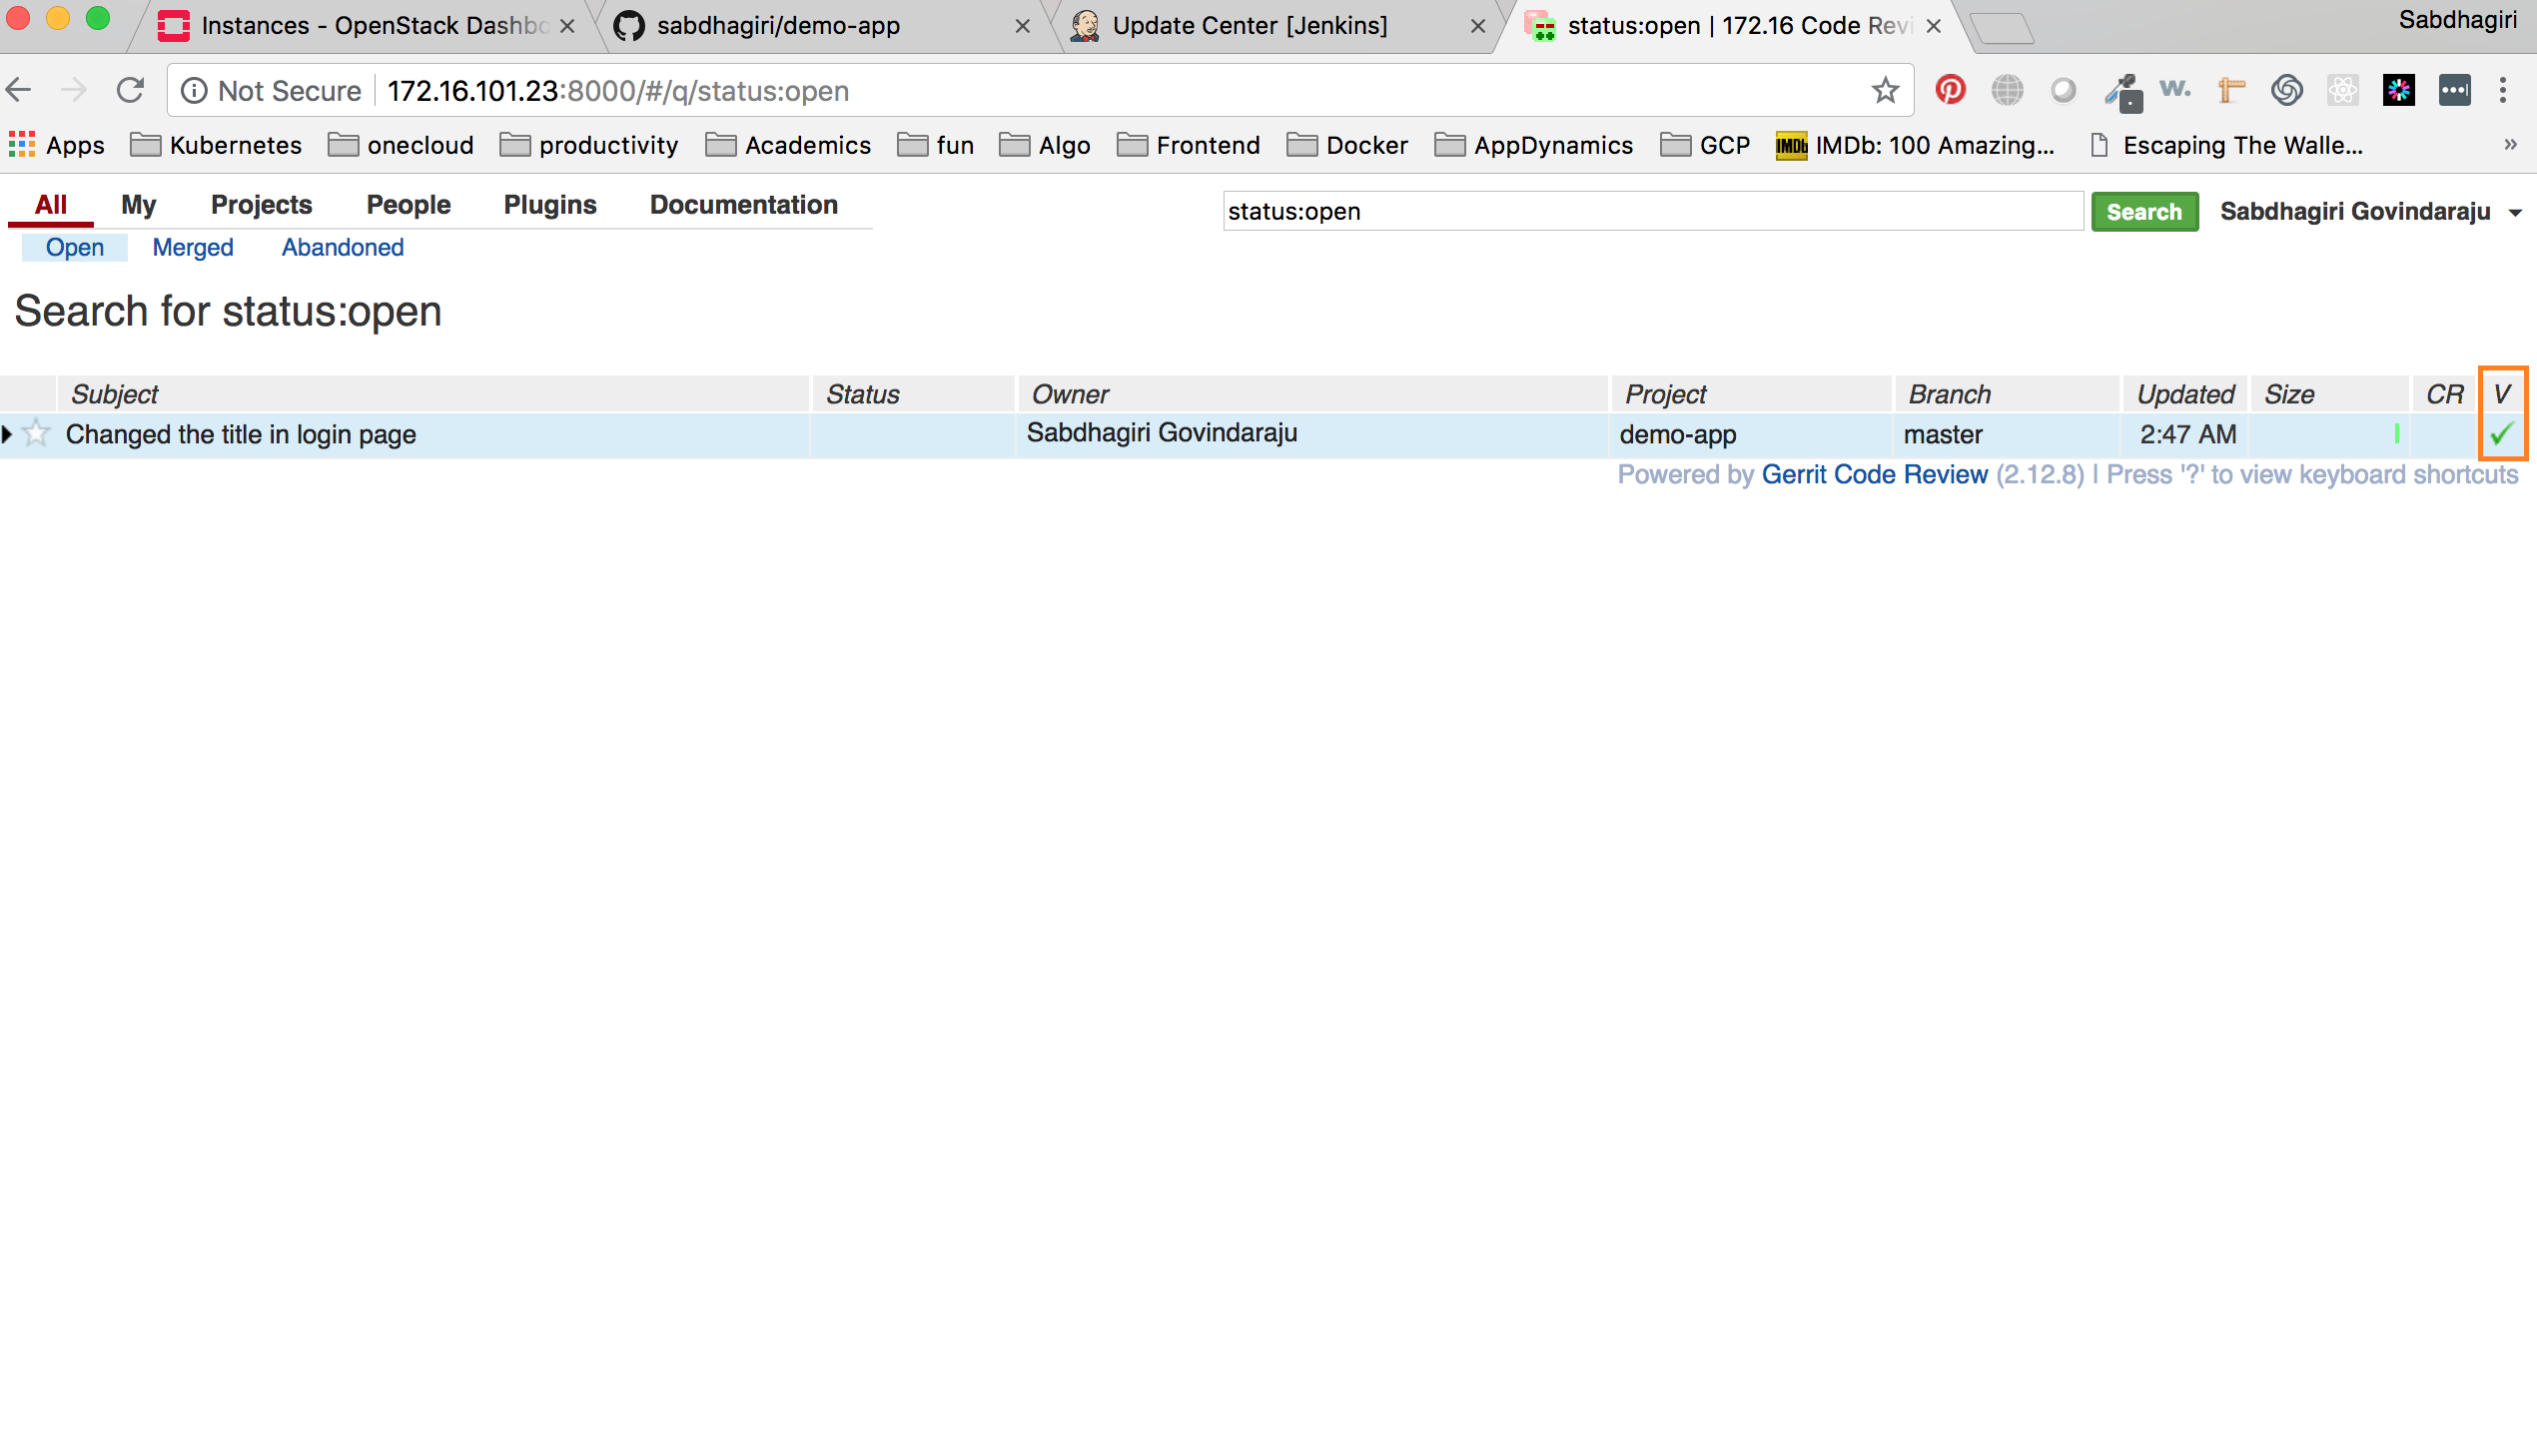 Instances - OpenStack Dashbo
sabdhagiri/demo-app
Update Center [Jenkins]
status:open | 172.16 Code Revi
Sabdhagiri
Not Secure 172.16.101.23:8000/#/q/status:open
w.
Apps Kubernetes onecloud productivity Academics fun Algo Frontend Docker AppDynamics GCP IMDb IMDb: 100 Amazing... Escaping The Walle... »
All My Projects People Plugins Documentation
status:open Search Sabdhagiri Govindaraju
Open Merged Abandoned
Search for status:open
Subject Status Owner Project Branch Updated Size CR V
Changed the title in login page Sabdhagiri Govindaraju demo-app master 2:47 AM
Powered by Gerrit Code Review (2.12.8) | Press '?' to view keyboard shortcuts